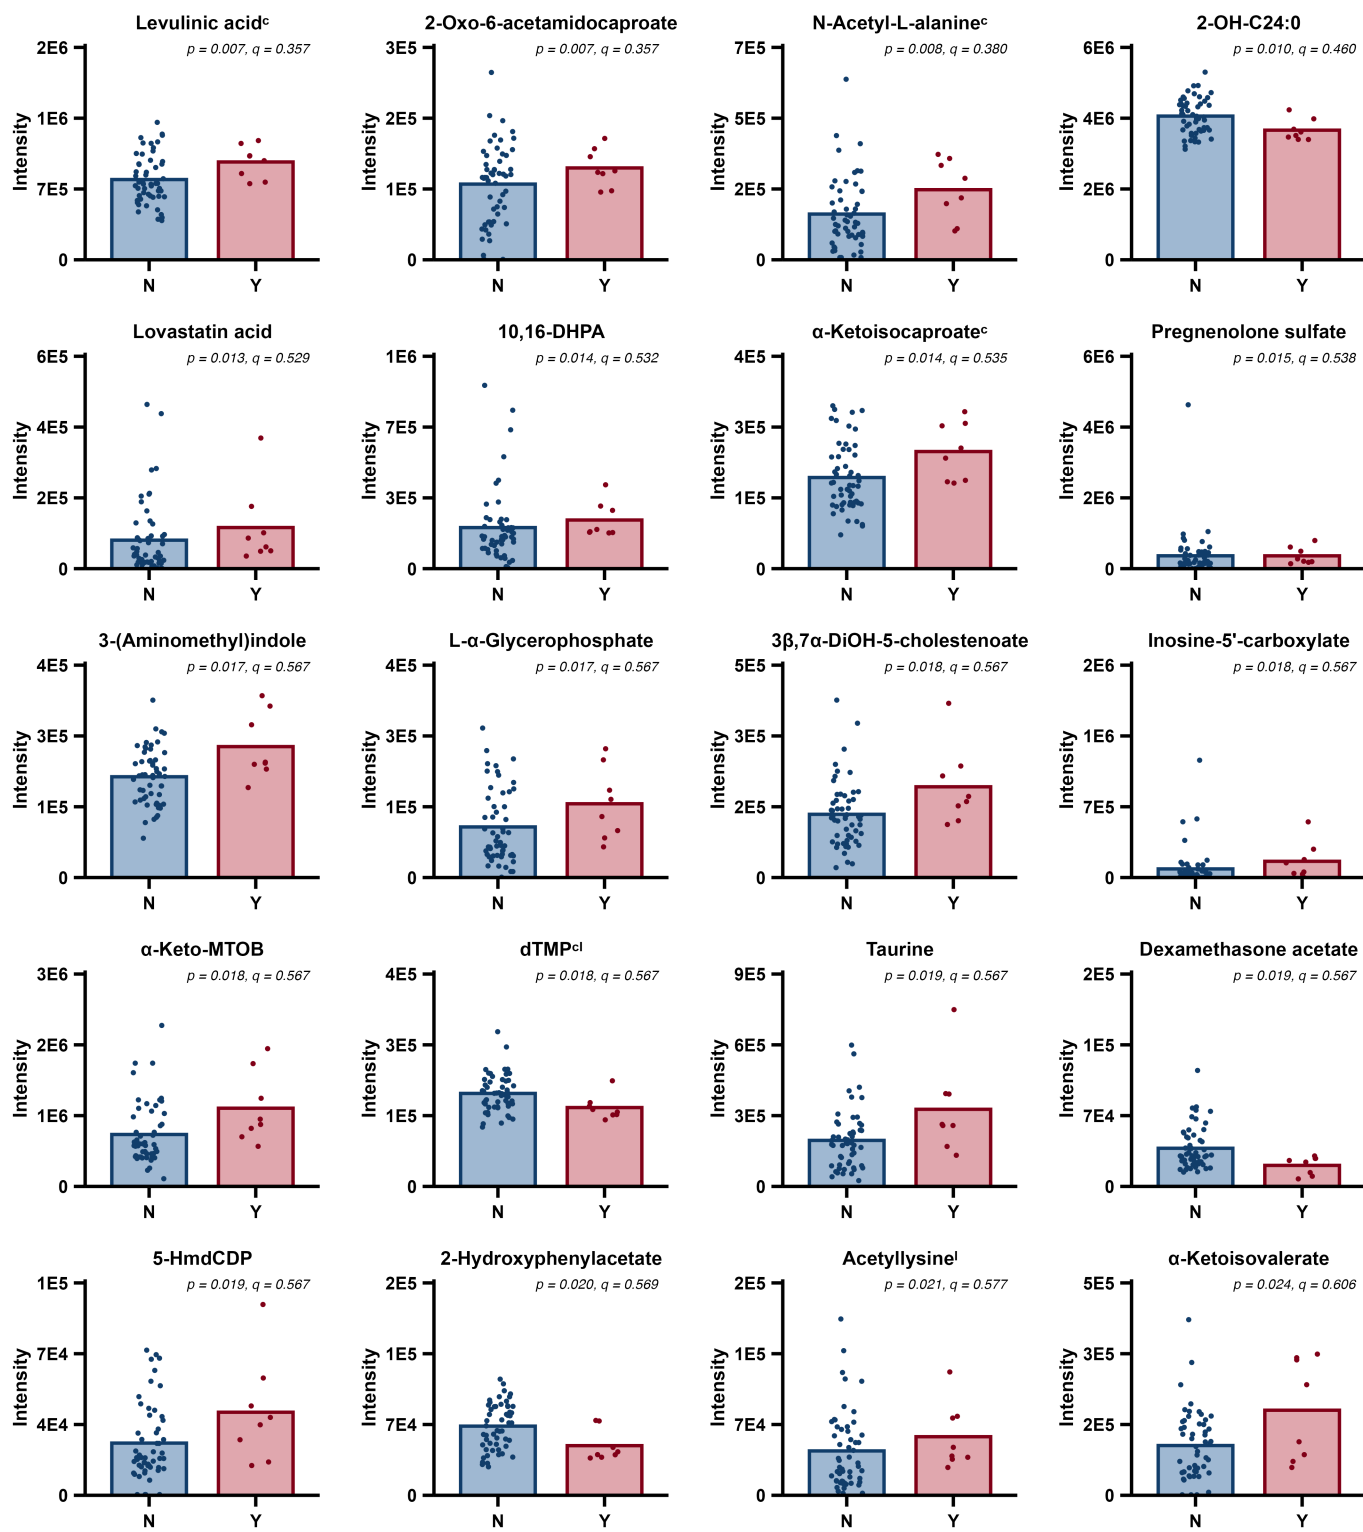 Levulinic acidᶜ
p = 0.007, q = 0.357
Intensity
2E6
1E6
7E5
0
N
Y
2-Oxo-6-acetamidocaproate
p = 0.007, q = 0.357
Intensity
3E5
2E5
1E5
0
N
Y
N-Acetyl-L-alanineᶜ
p = 0.008, q = 0.380
Intensity
7E5
5E5
2E5
0
N
Y
2-OH-C24:0
p = 0.010, q = 0.460
Intensity
6E6
4E6
2E6
0
N
Y
Lovastatin acid
p = 0.013, q = 0.529
Intensity
6E5
4E5
2E5
0
N
Y
10,16-DHPA
p = 0.014, q = 0.532
Intensity
1E6
7E5
3E5
0
N
Y
α-Ketoisocaproateᶜ
p = 0.014, q = 0.535
Intensity
4E5
3E5
1E5
0
N
Y
Pregnenolone sulfate
p = 0.015, q = 0.538
Intensity
6E6
4E6
2E6
0
N
Y
3-(Aminomethyl)indole
p = 0.017, q = 0.567
Intensity
4E5
3E5
1E5
0
N
Y
L-α-Glycerophosphate
p = 0.017, q = 0.567
Intensity
4E5
3E5
1E5
0
N
Y
3β,7α-DiOH-5-cholestenoate
p = 0.018, q = 0.567
Intensity
5E5
3E5
2E5
0
N
Y
Inosine-5'-carboxylate
p = 0.018, q = 0.567
Intensity
2E6
1E6
7E5
0
N
Y
α-Keto-MTOB
p = 0.018, q = 0.567
Intensity
3E6
2E6
1E6
0
N
Y
dTMPᶜˡ
p = 0.018, q = 0.567
Intensity
4E5
3E5
1E5
0
N
Y
Taurine
p = 0.019, q = 0.567
Intensity
9E5
6E5
3E5
0
N
Y
Dexamethasone acetate
p = 0.019, q = 0.567
Intensity
2E5
1E5
7E4
0
N
Y
5-HmdCDP
p = 0.019, q = 0.567
Intensity
1E5
7E4
4E4
0
N
Y
2-Hydroxyphenylacetate
p = 0.020, q = 0.569
Intensity
2E5
1E5
7E4
0
N
Y
Acetyllysineˡ
p = 0.021, q = 0.577
Intensity
2E5
1E5
7E4
0
N
Y
α-Ketoisovalerate
p = 0.024, q = 0.606
Intensity
5E5
3E5
2E5
0
N
Y